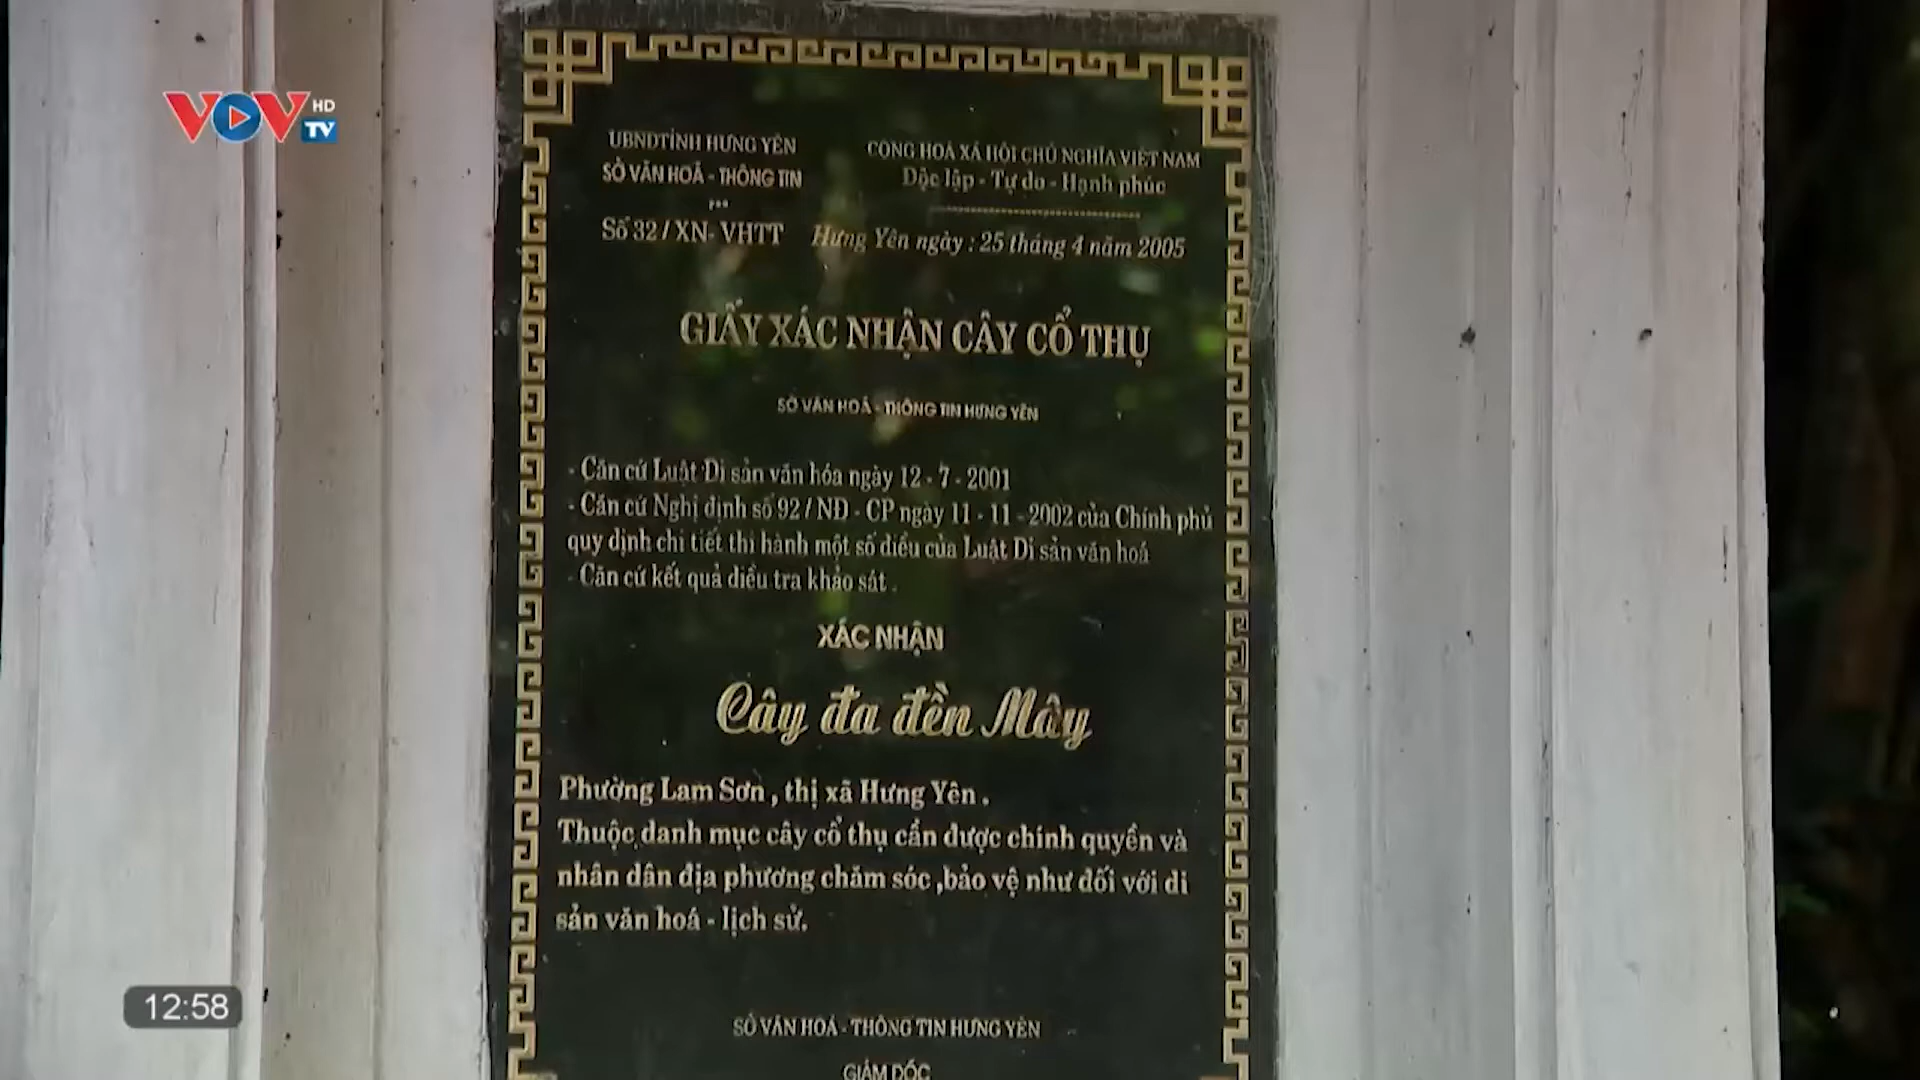 VOV HD
TV
UBND TỈNH HƯNG YÊN
SỞ VĂN HOÁ - THÔNG TIN
***
Số 32 / XN- VHTT
CỘNG HOÀ XÃ HỘI CHỦ NGHĨA VIỆT NAM
Độc lập - Tự do - Hạnh phúc
Hưng Yên ngày : 25 tháng 4 năm 2005
GIẤY XÁC NHẬN CÂY CỔ THỤ
SỞ VĂN HOÁ - THÔNG TIN HƯNG YÊN
- Căn cứ Luật Di sản văn hóa ngày 12 - 7 - 2001
- Căn cứ Nghị định số 92 / NĐ - CP ngày 11 - 11 - 2002 của Chính phủ
quy định chi tiết thi hành một số điều của Luật Di sản văn hoá
- Căn cứ kết quả điều tra khảo sát .
XÁC NHẬN
Cây đa đền Mây
Phường Lam Sơn , thị xã Hưng Yên .
Thuộc danh mục cây cổ thụ cần được chính quyền và
nhân dân địa phương chăm sóc ,bảo vệ như đối với di
sản văn hoá - lịch sử.
SỞ VĂN HOÁ - THÔNG TIN HƯNG YÊN
GIÁM ĐỐC
12:58